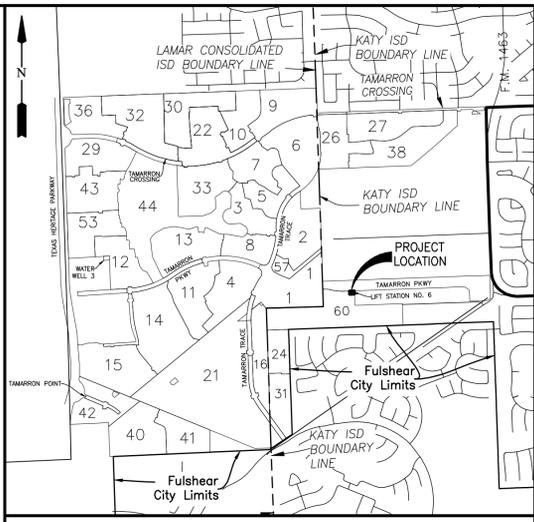 N
LAMAR CONSOLIDATED
ISD BOUNDARY LINE
KATY ISD
BOUNDARY LINE
TAMARRON
CROSSING
F.M. 1463
36
32
30
22
10
9
6
26
27
38
29
TAMARRON
CROSSING
7
43
44
33
5
3
KATY ISD
BOUNDARY LINE
TEXAS HERITAGE PARKWAY
53
13
8
TAMARRON
TRACE
2
WATER
WELL 3
12
TAMARRON
PKWY
57
1
PROJECT
LOCATION
TAMARRON PKWY
LIFT STATION NO. 6
11
4
1
60
14
15
21
TAMARRON TRACE
16
24
31
Fulshear
City Limits
TAMARRON POINT
42
40
41
KATY ISD
BOUNDARY
LINE
Fulshear
City Limits